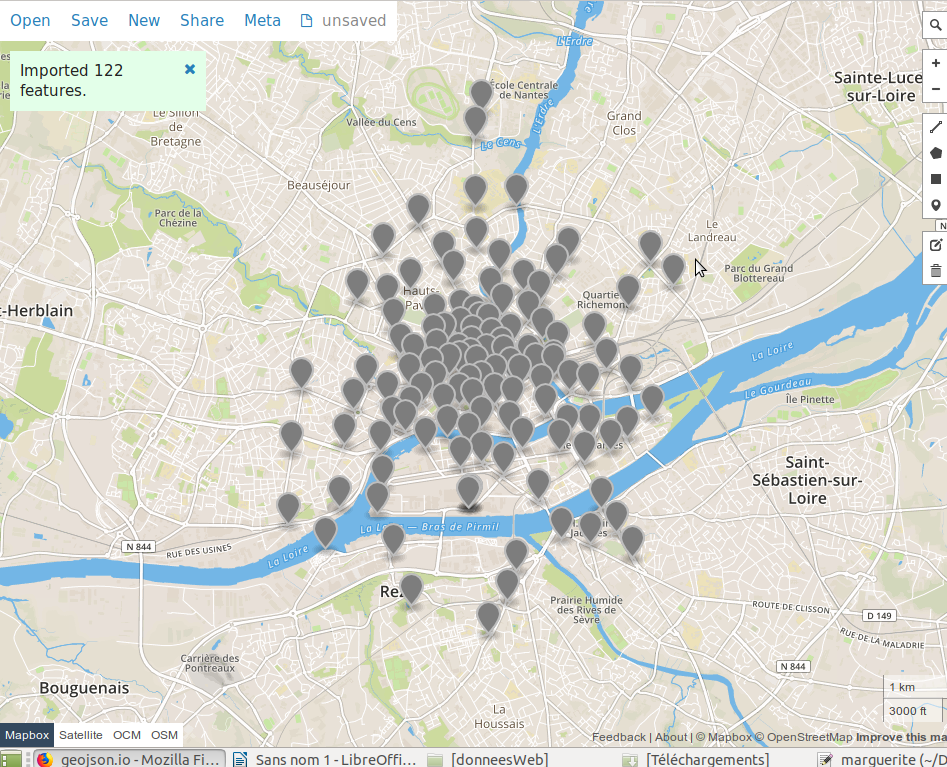 Open Save New Share Meta unsaved
Imported 122
features.
L'Erdre
École Centrale
de Nantes
Sainte-Luce-
sur-Loire
Le Sillon
de
Bretagne
Vallée du Cens
L'Erdre
Grand
Clos
Le Cens
Beauséjour
Parc de la
Chézine
Le
Landreau
Parc du Grand
Blottereau
Hauts-
Quartier
Richemont
t-Herblain
La Loire
Le Gourdeau
Île Pinette
Saint-
Sébastien-sur-
Loire
La Lo — Bras de Pirmil
N 844
RUE DES USINES
La Loire
Prairie Humide
des Rives de
Sèvre
ROUTE DE CLISSON
D 149
RUE DE LA MALADRIE
Carrière des
Pontreaux
N 844
Bouguenais
La
Houssais
1 km
3000 ft
Mapbox Satellite OCM OSM
Feedback | About | © Mapbox © OpenStreetMap Improve this ma
geojson.io - Mozilla Fi... Sans nom 1 - LibreOffi... [donneesWeb] [Téléchargements] marguerite (~/D